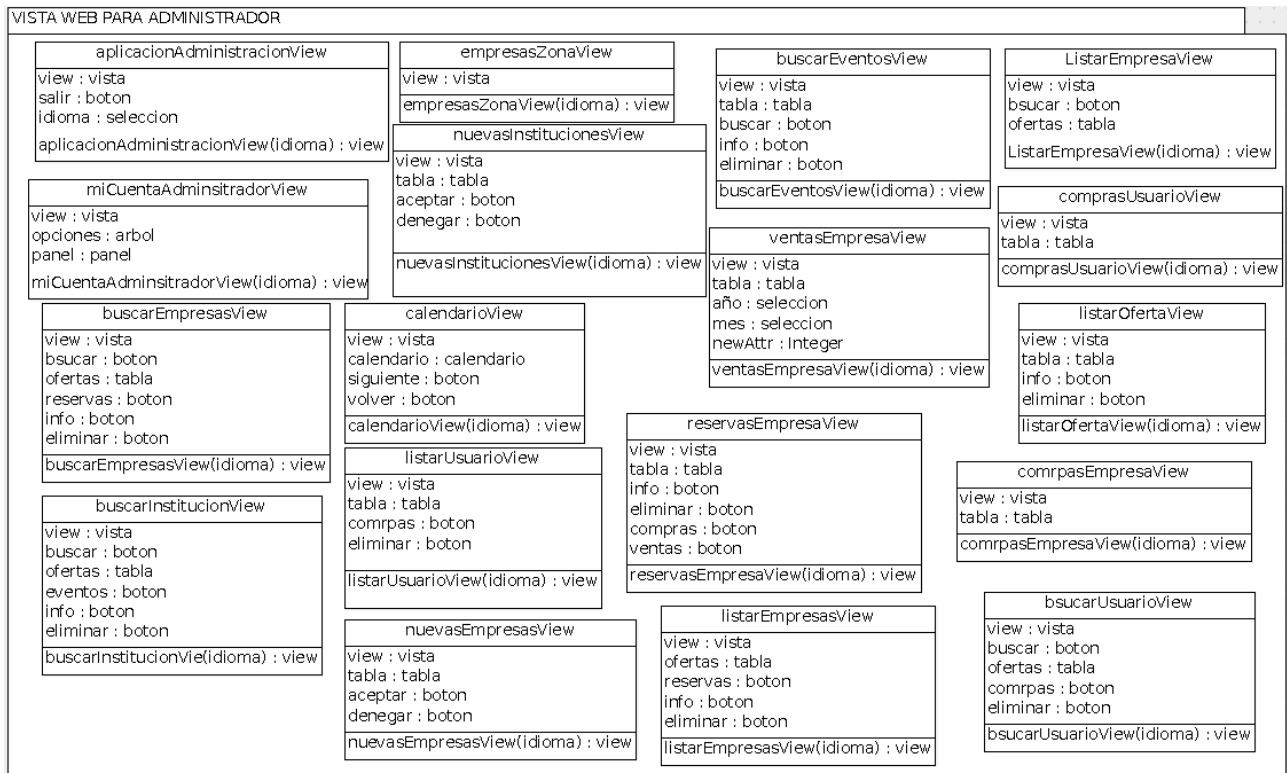 VISTA WEB PARA ADMINISTRADOR
aplicacionAdministracionView
view : vista
salir : boton
idioma : seleccion
aplicacionAdministracionView(idioma) : view
empresasZonaView
view : vista
empresasZonaView(idioma) : view
buscarEventosView
view : vista
tabla : tabla
buscar : boton
info : boton
eliminar : boton
buscarEventosView(idioma) : view
ListarEmpresaView
view : vista
bsucar : boton
ofertas : tabla
ListarEmpresaView(idioma) : view
nuevasInstitucionesView
view : vista
tabla : tabla
aceptar : boton
denegar : boton
nuevasInstitucionesView(idioma) : view
miCuentaAdminsitradorView
view : vista
opciones : arbol
panel : panel
miCuentaAdminsitradorView(idioma) : view
comprasUsuarioView
view : vista
tabla : tabla
comprasUsuarioView(idioma) : view
ventasEmpresaView
view : vista
tabla : tabla
año : seleccion
mes : seleccion
newAttr : Integer
ventasEmpresaView(idioma) : view
buscarEmpresasView
view : vista
bsucar : boton
ofertas : tabla
reservas : boton
info : boton
eliminar : boton
buscarEmpresasView(idioma) : view
calendarioView
view : vista
calendario : calendario
siguiente : boton
volver : boton
calendarioView(idioma) : view
listarOfertaView
view : vista
tabla : tabla
info : boton
eliminar : boton
listarOfertaView(idioma) : view
reservasEmpresaView
view : vista
tabla : tabla
info : boton
eliminar : boton
compras : boton
ventas : boton
reservasEmpresaView(idioma) : view
listarUsuarioView
view : vista
tabla : tabla
comrpas : boton
eliminar : boton
listarUsuarioView(idioma) : view
comrpasEmpresaView
view : vista
tabla : tabla
comrpasEmpresaView(idioma) : view
buscarInstitucionView
view : vista
buscar : boton
ofertas : tabla
eventos : boton
info : boton
eliminar : boton
buscarInstitucionVie(idioma) : view
nuevasEmpresasView
view : vista
tabla : tabla
aceptar : boton
denegar : boton
nuevasEmpresasView(idioma) : view
listarEmpresasView
view : vista
ofertas : tabla
reservas : boton
info : boton
eliminar : boton
listarEmpresasView(idioma) : view
bsucarUsuarioView
view : vista
buscar : boton
ofertas : tabla
comrpas : boton
eliminar : boton
bsucarUsuarioView(idioma) : view